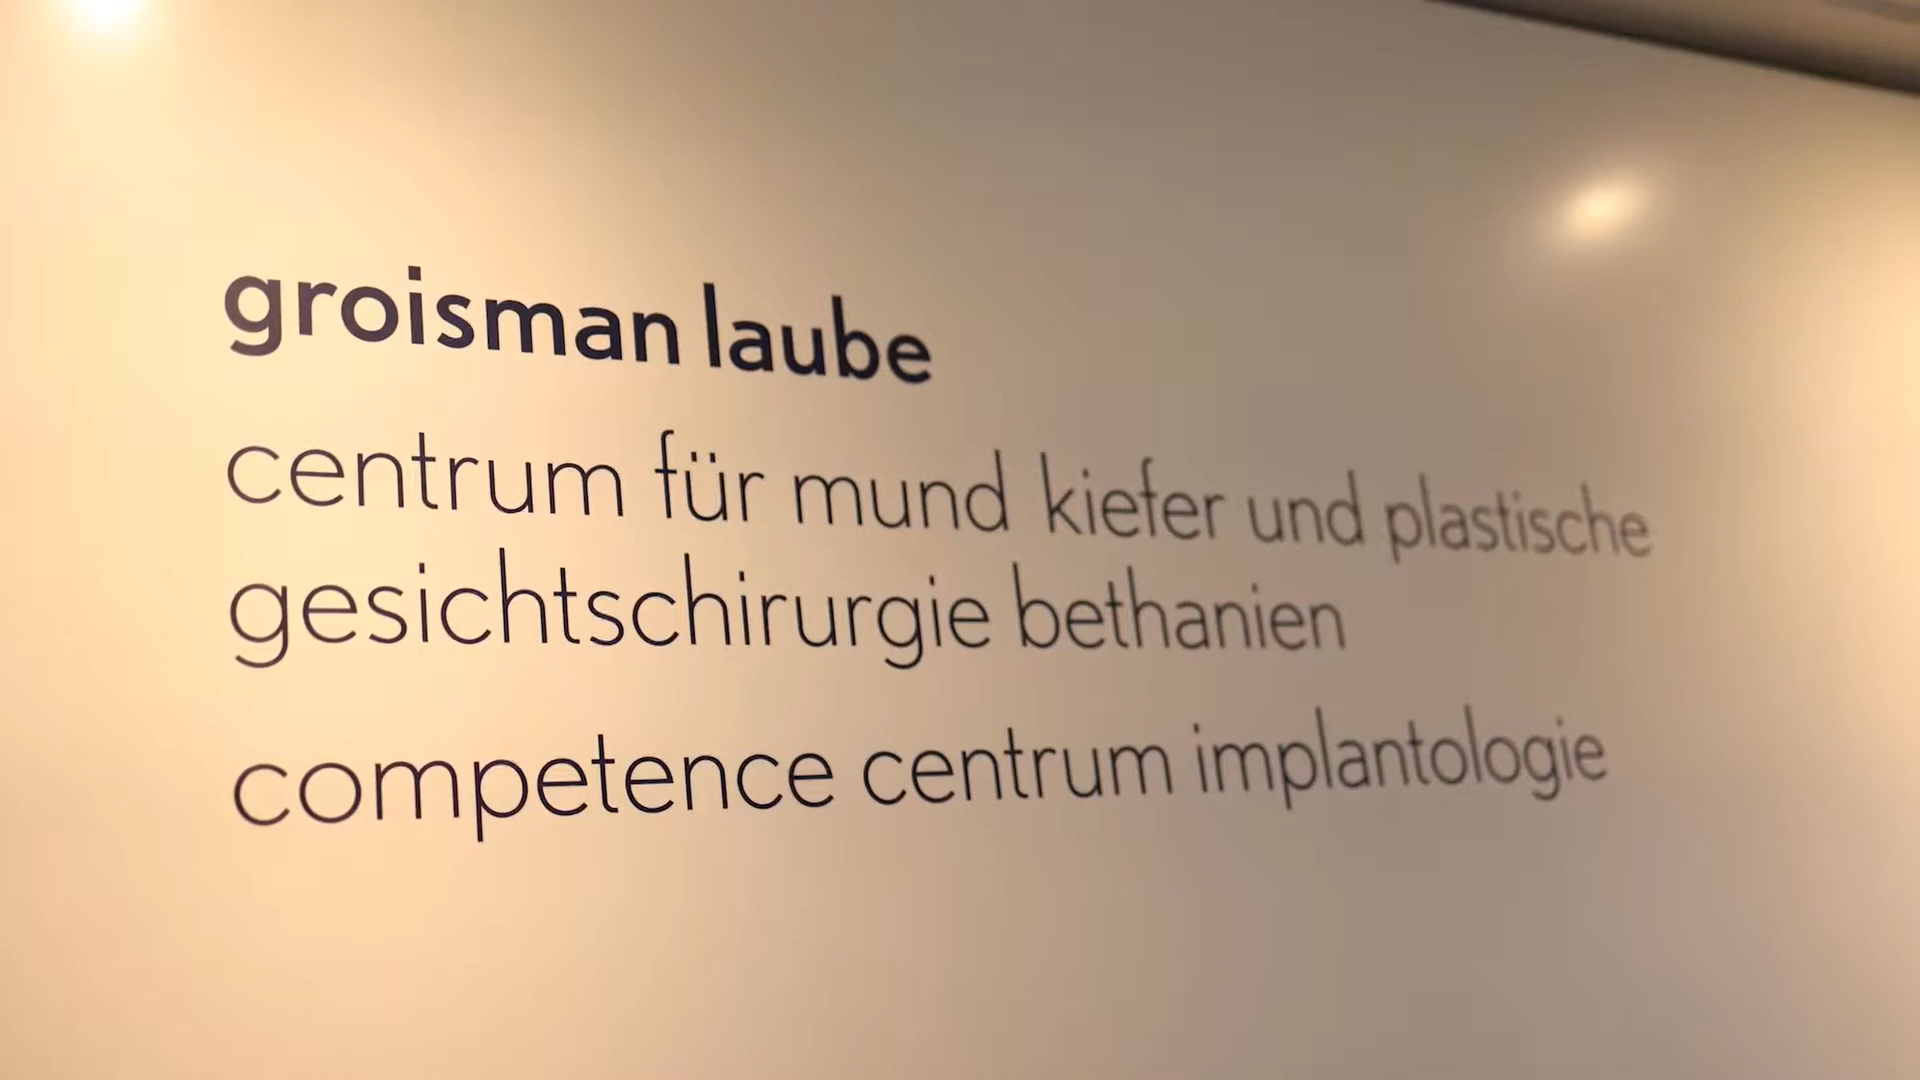 groisman laube
centrum für mund kiefer und plastische
gesichtschirurgie bethanien
competence centrum implantologie